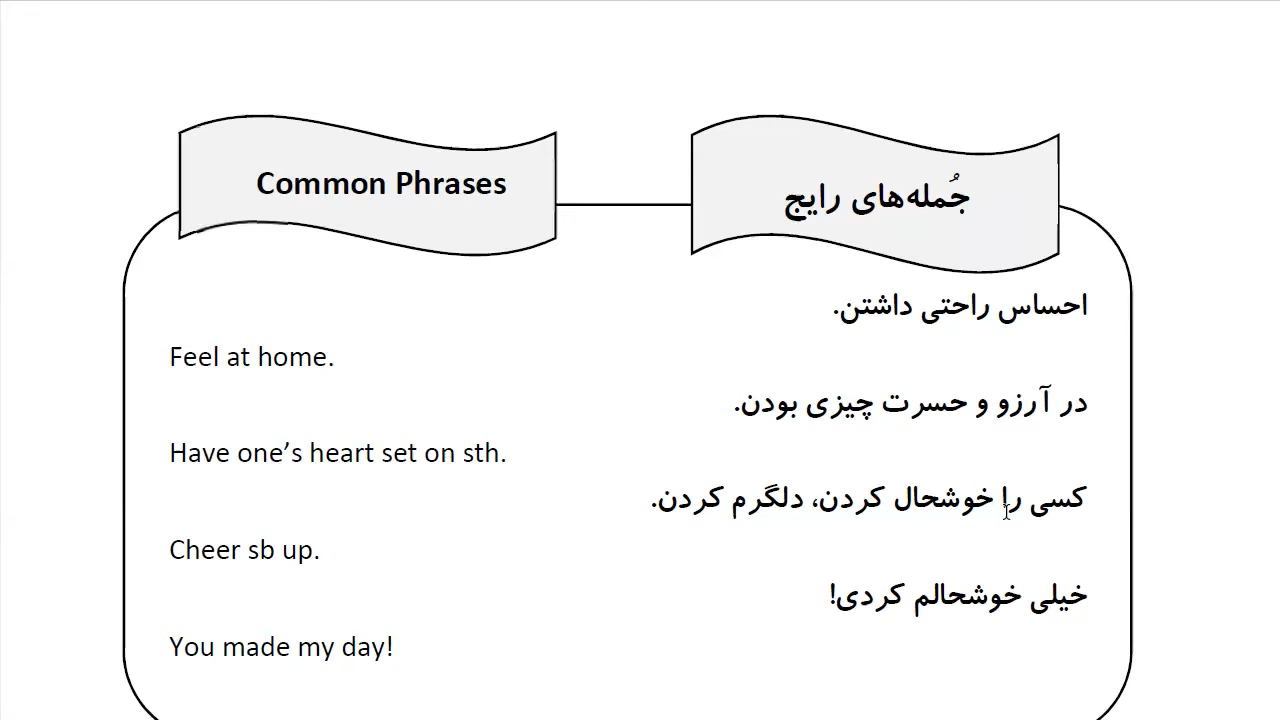 Common Phrases
جُمله‌های رایج
احساس راحتی داشتن.
Feel at home.
در آرزو و حسرت چیزی بودن.
Have one’s heart set on sth.
کسی را خوشحال کردن، دلگرم کردن.
Cheer sb up.
خیلی خوشحالم کردی!
You made my day!